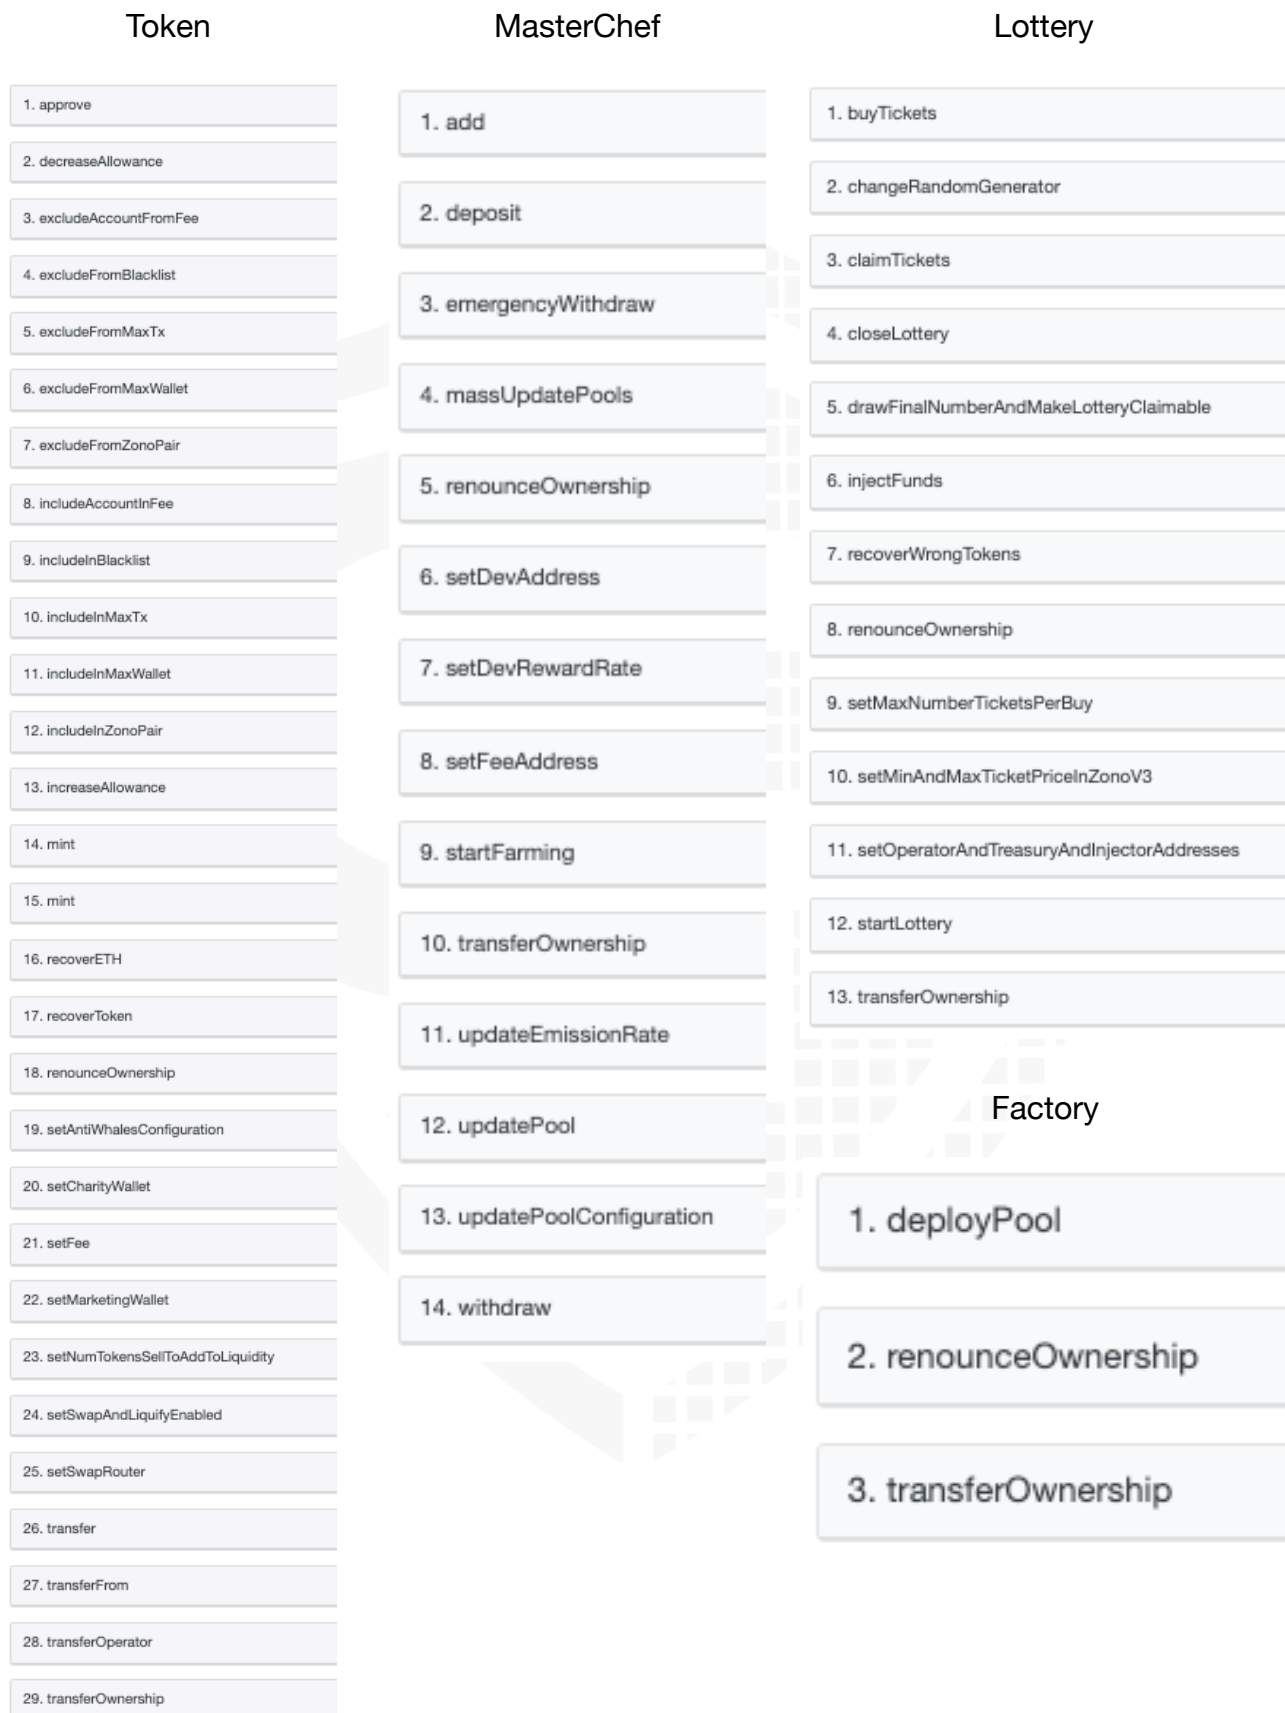 Token
1. approve
2. decreaseAllowance
3. excludeAccountFromFee
4. excludeFromBlacklist
5. excludeFromMaxTx
6. excludeFromMaxWallet
7. excludeFromZonoPair
8. includeAccountInFee
9. includeInBlacklist
10. includeInMaxTx
11. includeInMaxWallet
12. includeInZonoPair
13. increaseAllowance
14. mint
15. mint
16. recoverETH
17. recoverToken
18. renounceOwnership
19. setAntiWhalesConfiguration
20. setCharityWallet
21. setFee
22. setMarketingWallet
23. setNumTokensSellToAddToLiquidity
24. setSwapAndLiquifyEnabled
25. setSwapRouter
26. transfer
27. transferFrom
28. transferOperator
29. transferOwnership
MasterChef
1. add
2. deposit
3. emergencyWithdraw
4. massUpdatePools
5. renounceOwnership
6. setDevAddress
7. setDevRewardRate
8. setFeeAddress
9. startFarming
10. transferOwnership
11. updateEmissionRate
12. updatePool
13. updatePoolConfiguration
14. withdraw
Lottery
1. buyTickets
2. changeRandomGenerator
3. claimTickets
4. closeLottery
5. drawFinalNumberAndMakeLotteryClaimable
6. injectFunds
7. recoverWrongTokens
8. renounceOwnership
9. setMaxNumberTicketsPerBuy
10. setMinAndMaxTicketPriceInZonoV3
11. setOperatorAndTreasuryAndInjectorAddresses
12. startLottery
13. transferOwnership
Factory
1. deployPool
2. renounceOwnership
3. transferOwnership